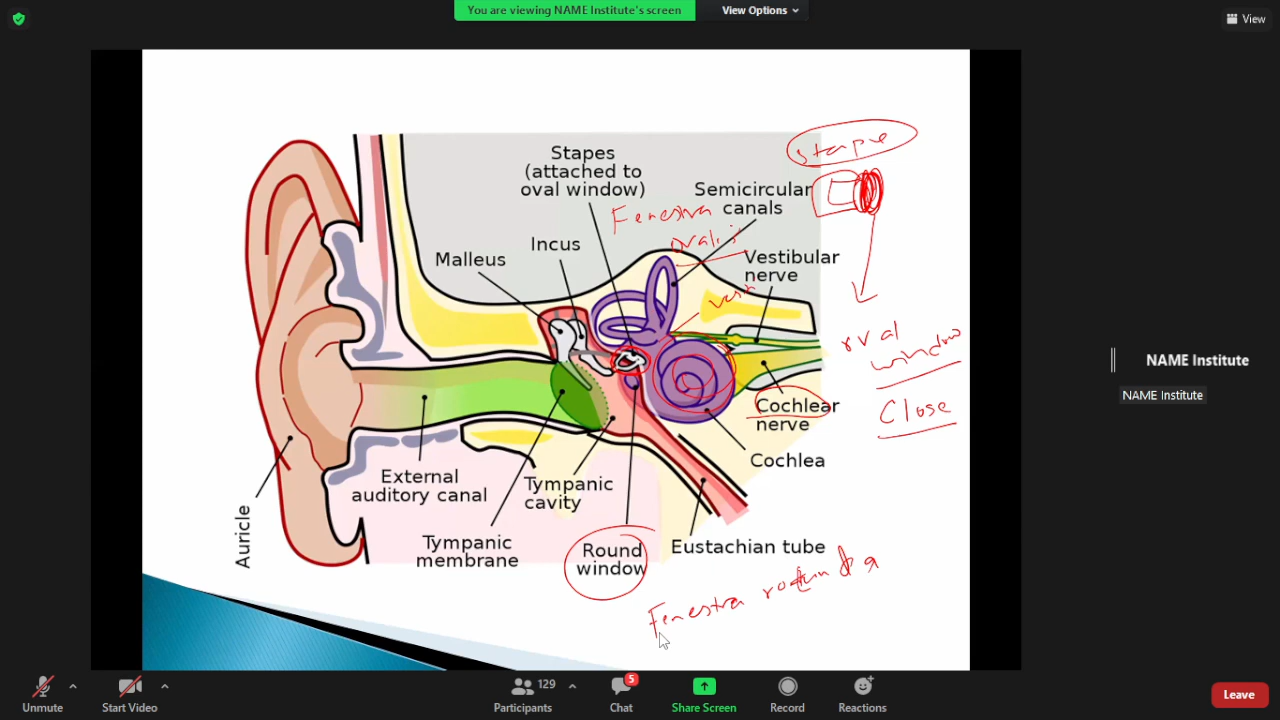 You are viewing NAME Institute's screen
View Options
View
Stapes
(attached to
oval window)
Semicircular
canals
Fenestra
ovalis
Incus
Malleus
Vestibular
nerve
oval
window
Close
Cochlear
nerve
Cochlea
External
auditory canal
Tympanic
cavity
Auricle
Tympanic
membrane
Round
window
Eustachian tube
Fenestra rotunda
NAME Institute
NAME Institute
Unmute
Start Video
129
Participants
5
Chat
Share Screen
Record
Reactions
Leave